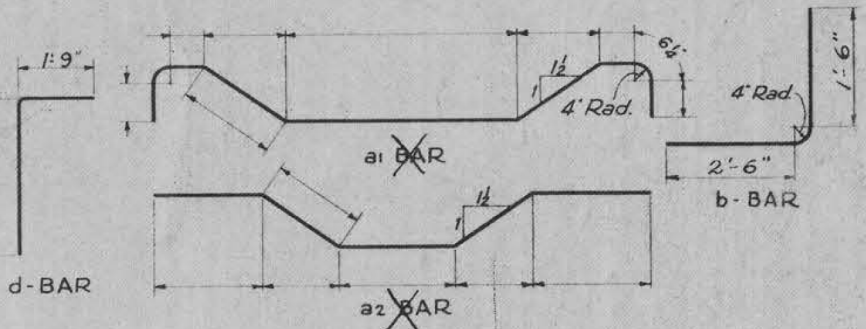 1'-9"
6¼"
1½
1
4" Rad.
a1 BAR
1'-6"
4" Rad.
2'-6"
b-BAR
1½
1
d-BAR
a2 BAR